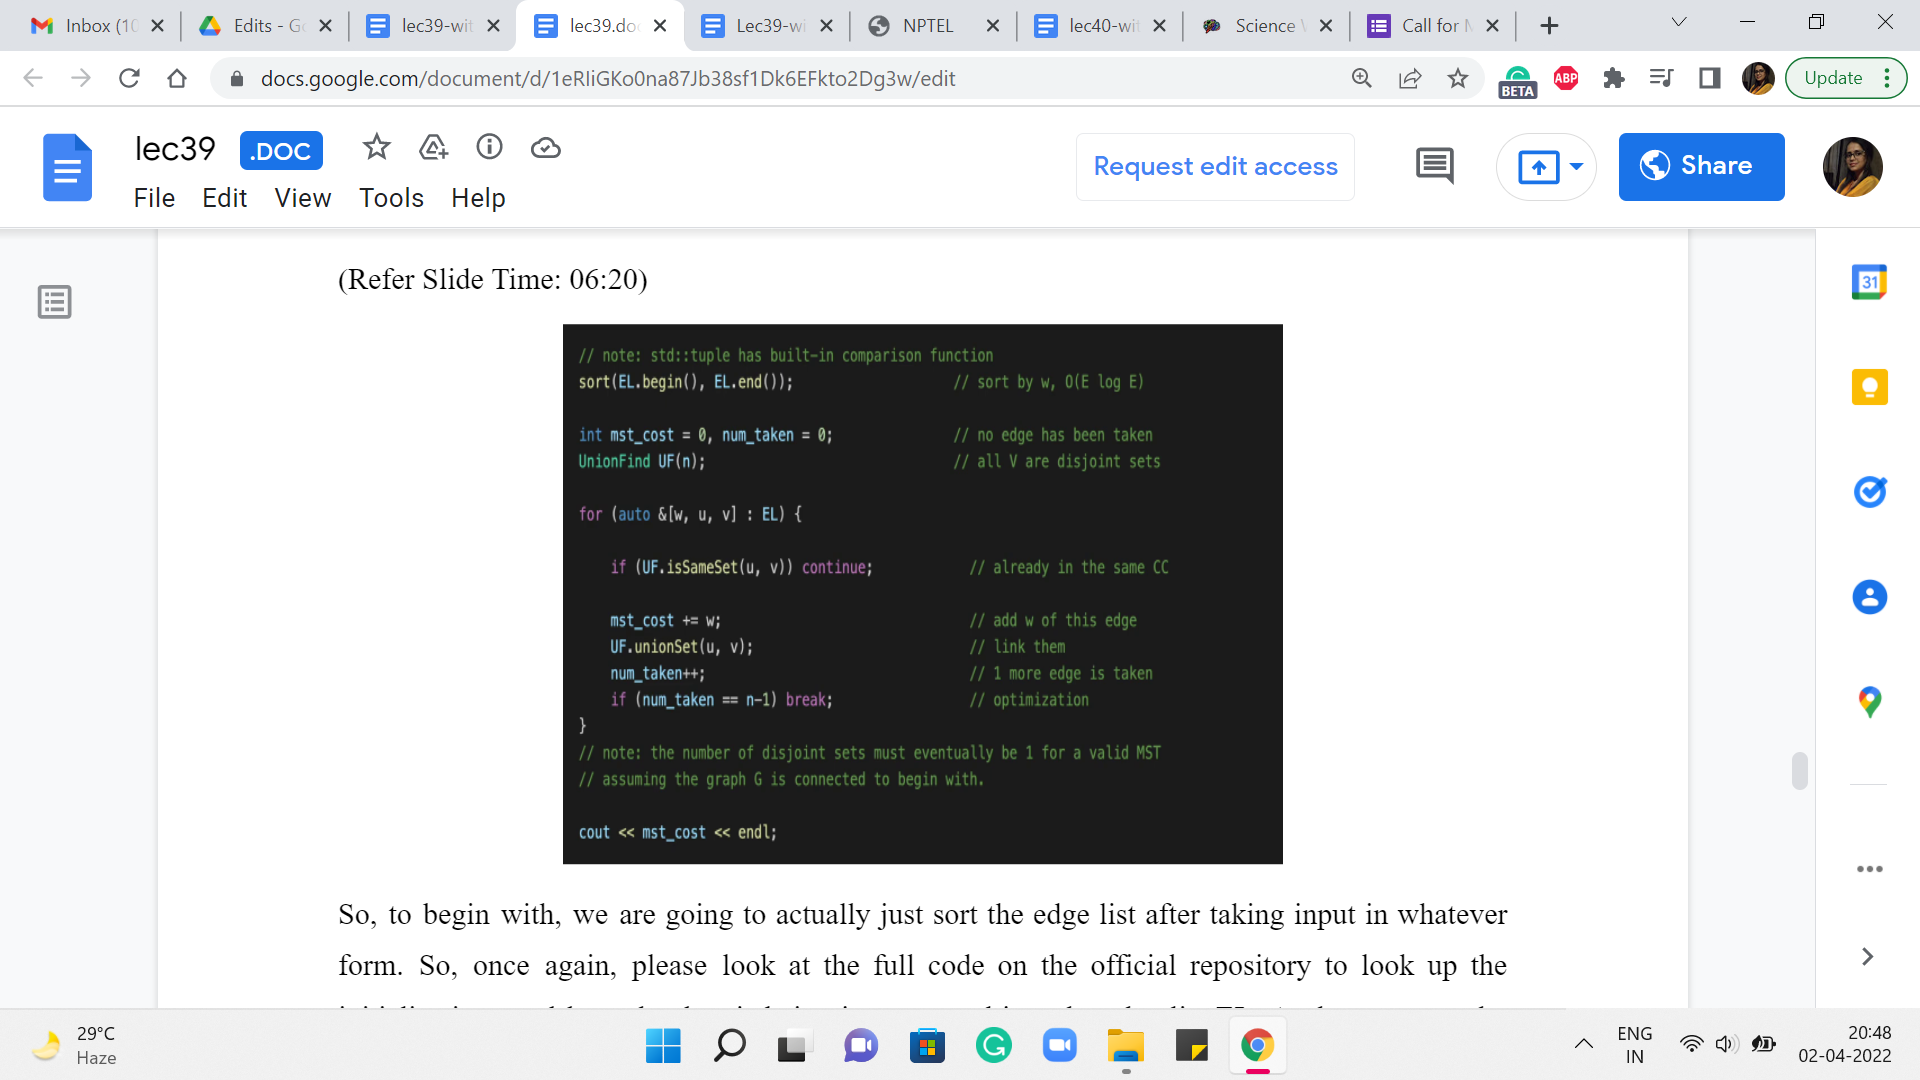 Inbox (10
Edits - Go
lec39-wit
lec39.do
Lec39-wi
NPTEL
lec40-wit
Science
Call for
docs.google.com/document/d/1eRliGKo0na87Jb38sf1Dk6EFkto2Dg3w/edit
BETA
ABP
Update
lec39
.DOC
Request edit access
Share
File Edit View Tools Help
31
(Refer Slide Time: 06:20)
// note: std::tuple has built-in comparison function
sort(EL.begin(), EL.end()); // sort by w, O(E log E)
int mst_cost = 0, num_taken = 0; // no edge has been taken
UnionFind UF(n); // all V are disjoint sets
for (auto &[w, u, v] : EL) {
if (UF.isSameSet(u, v)) continue; // already in the same CC
mst_cost += w; // add w of this edge
UF.unionSet(u, v); // link them
num_taken++; // 1 more edge is taken
if (num_taken == n-1) break; // optimization
}
// note: the number of disjoint sets must eventually be 1 for a valid MST
// assuming the graph G is connected to begin with.
cout << mst_cost << endl;
So, to begin with, we are going to actually just sort the edge list after taking input in whatever
form. So, once again, please look at the full code on the official repository to look up the
29°C
Haze
ENG
IN
20:48
02-04-2022